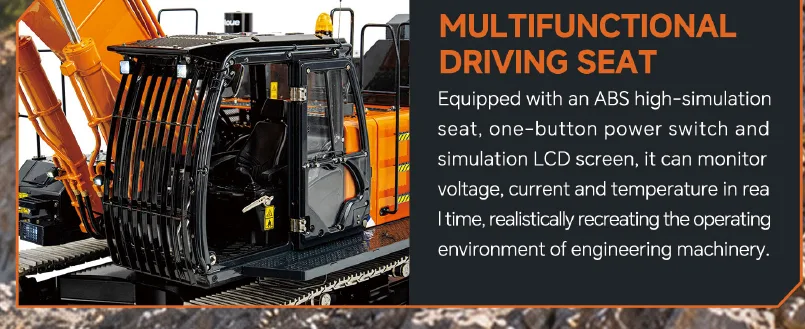 MULTIFUNCTIONAL
DRIVING SEAT
Equipped with an ABS high-simulation
seat, one-button power switch and
simulation LCD screen, it can monitor
voltage, current and temperature in rea
l time, realistically recreating the operating
environment of engineering machinery.